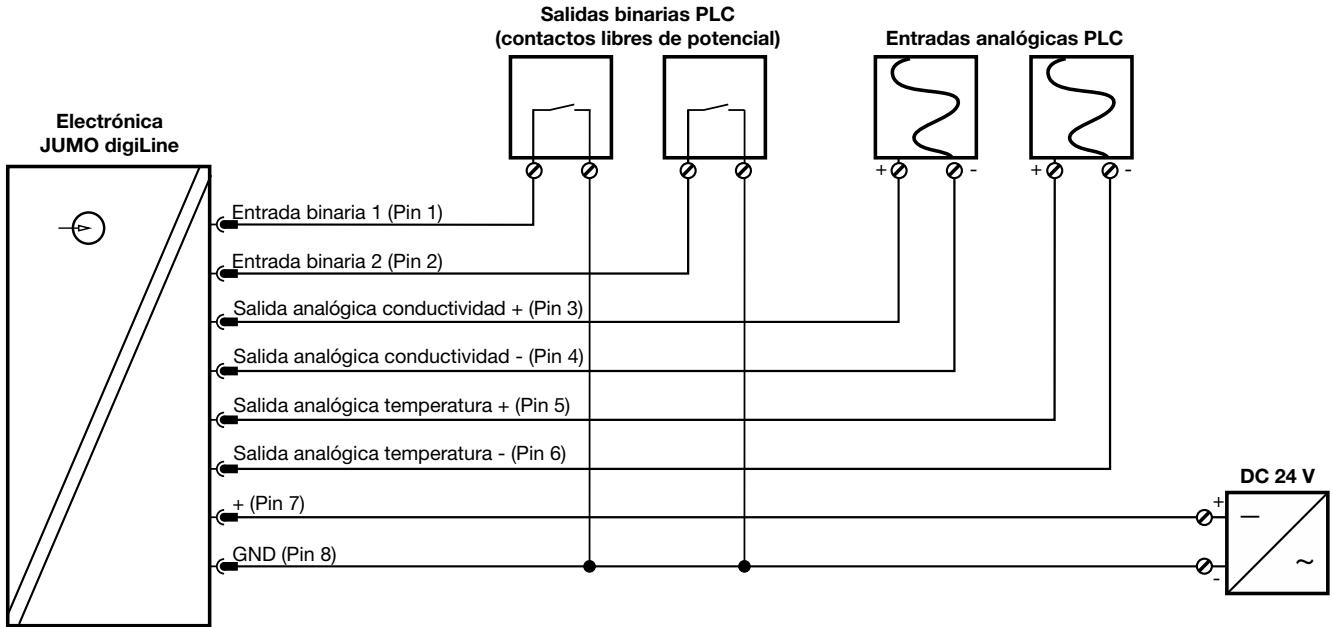 Salidas binarias PLC
(contactos libres de potencial)
Entradas analógicas PLC
Electrónica
JUMO digiLine
+ - + -
Entrada binaria 1 (Pin 1)
Entrada binaria 2 (Pin 2)
Salida analógica conductividad + (Pin 3)
Salida analógica conductividad - (Pin 4)
Salida analógica temperatura + (Pin 5)
Salida analógica temperatura - (Pin 6)
DC 24 V
+ (Pin 7)
+
GND (Pin 8)
-
~